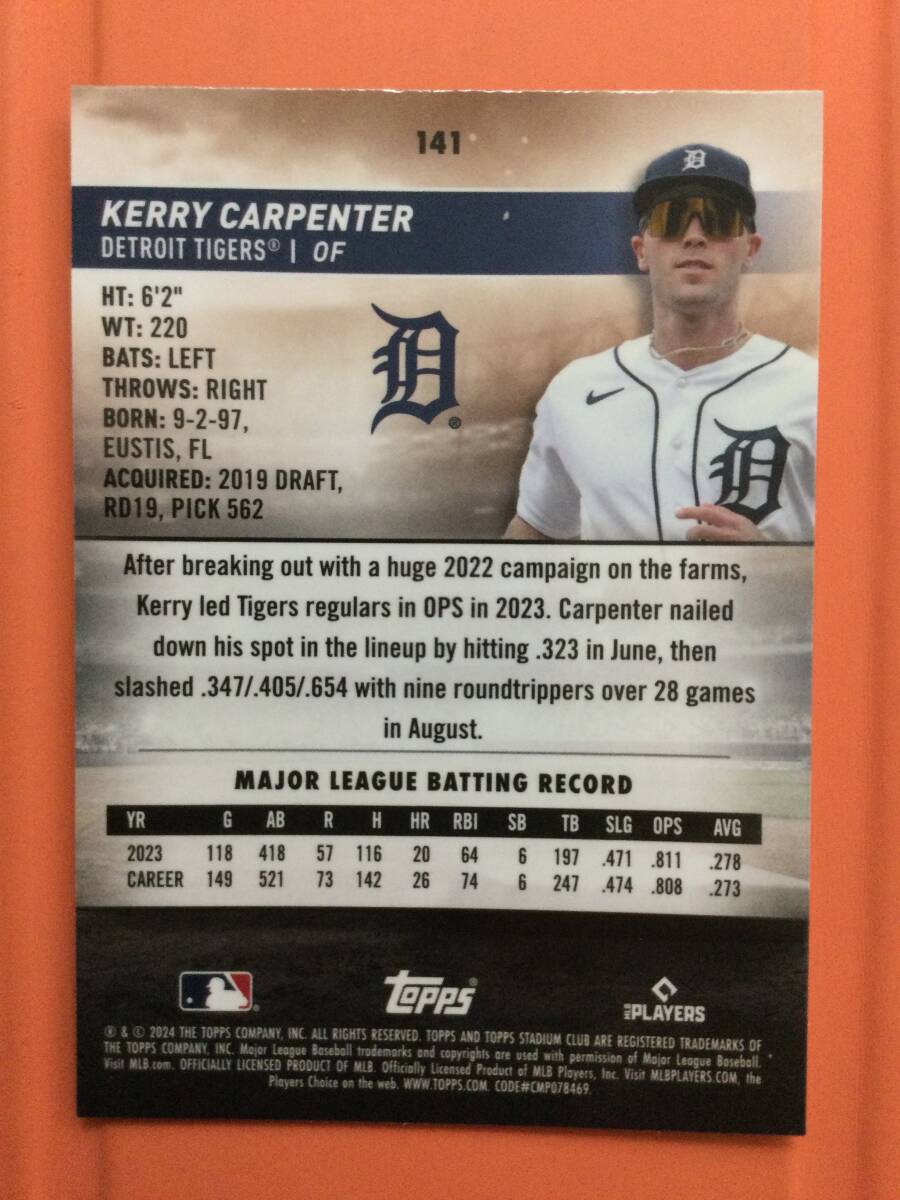 141
KERRY CARPENTER
DETROIT TIGERS® | OF
HT: 6'2"
WT: 220
BATS: LEFT
THROWS: RIGHT
BORN: 9-2-97,
EUSTIS, FL
ACQUIRED: 2019 DRAFT,
RD19, PICK 562
D®
D
D
After breaking out with a huge 2022 campaign on the farms,
Kerry led Tigers regulars in OPS in 2023. Carpenter nailed
down his spot in the lineup by hitting .323 in June, then
slashed .347/.405/.654 with nine roundtrippers over 28 games
in August.
MAJOR LEAGUE BATTING RECORD
YR G AB R H HR RBI SB TB SLG OPS AVG
2023 118 418 57 116 20 64 6 197 .471 .811 .278
CAREER 149 521 73 142 26 74 6 247 .474 .808 .273
Topps®
MLB PLAYERS
® & © 2024 THE TOPPS COMPANY, INC. ALL RIGHTS RESERVED. TOPPS AND TOPPS STADIUM CLUB ARE REGISTERED TRADEMARKS OF
THE TOPPS COMPANY, INC. Major League Baseball trademarks and copyrights are used with permission of Major League Baseball.
Visit MLB.com. OFFICIALLY LICENSED PRODUCT OF MLB. Officially Licensed Product of MLB Players, Inc. Visit MLBPLAYERS.COM, the
Players Choice on the web. WWW.TOPPS.COM. CODE#CMP078469.